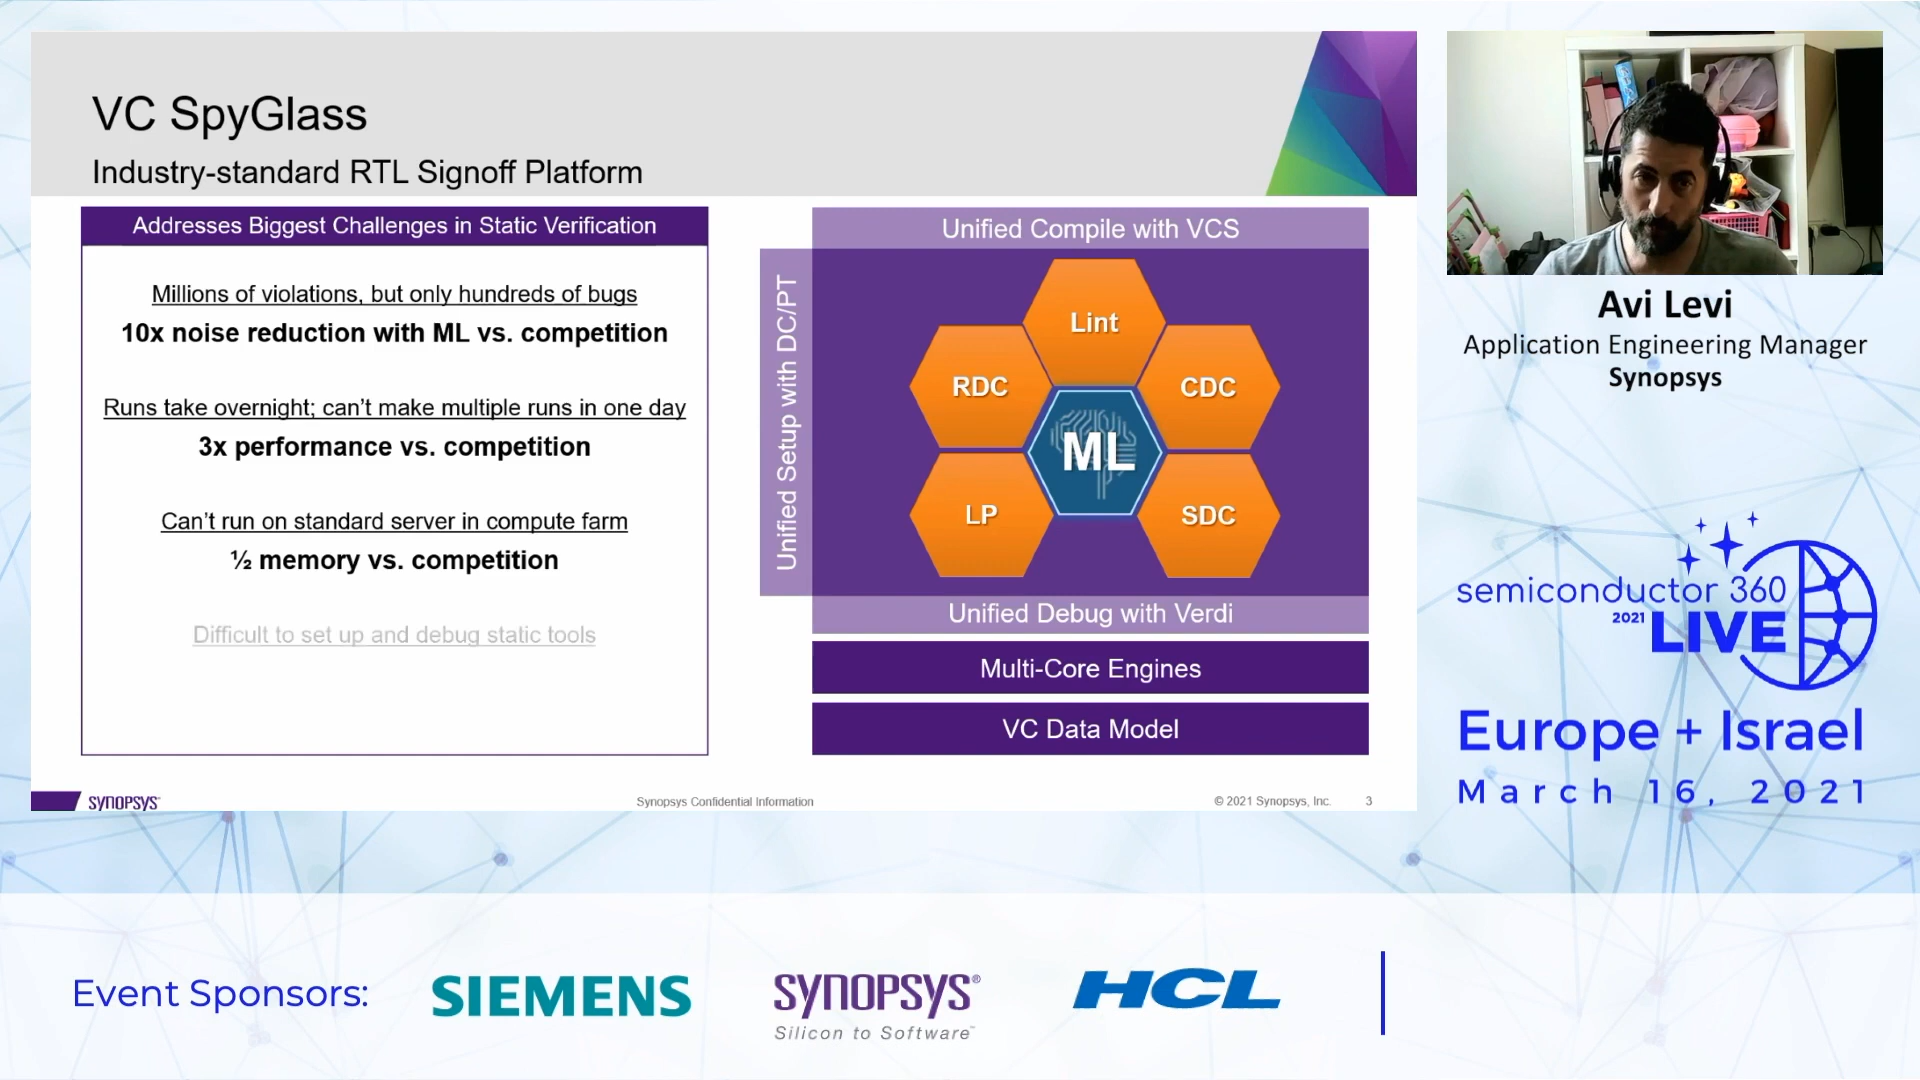 VC SpyGlass
Industry-standard RTL Signoff Platform
Addresses Biggest Challenges in Static Verification
Millions of violations, but only hundreds of bugs
10x noise reduction with ML vs. competition
Runs take overnight; can't make multiple runs in one day
3x performance vs. competition
Can't run on standard server in compute farm
½ memory vs. competition
Difficult to set up and debug static tools
Unified Compile with VCS
Unified Setup with DC/PT
Lint
RDC
CDC
ML
LP
SDC
Unified Debug with Verdi
Multi-Core Engines
VC Data Model
SYNOPSYS
Synopsys Confidential Information
© 2021 Synopsys, Inc.
3
Avi Levi
Application Engineering Manager
Synopsys
semiconductor 360
2021 LIVE
Europe + Israel
March 16, 2021
Event Sponsors:
SIEMENS
SYNOPSYS®
Silicon to Software™
HCL